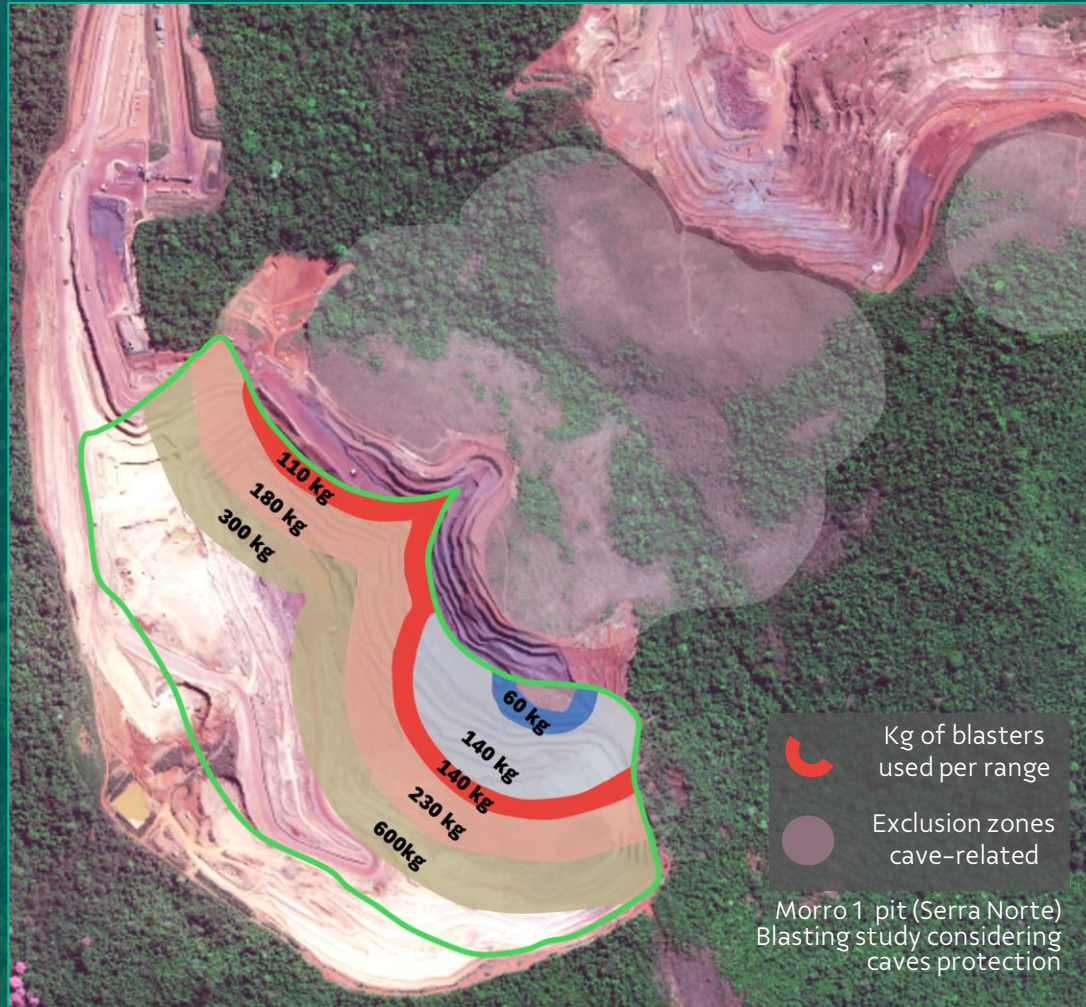 110 kg
180 kg
300 kg
60 kg
140 kg
140 kg
230 kg
600kg
Kg of blasters
used per range
Exclusion zones
cave-related
Morro 1 pit (Serra Norte)
Blasting study considering
caves protection